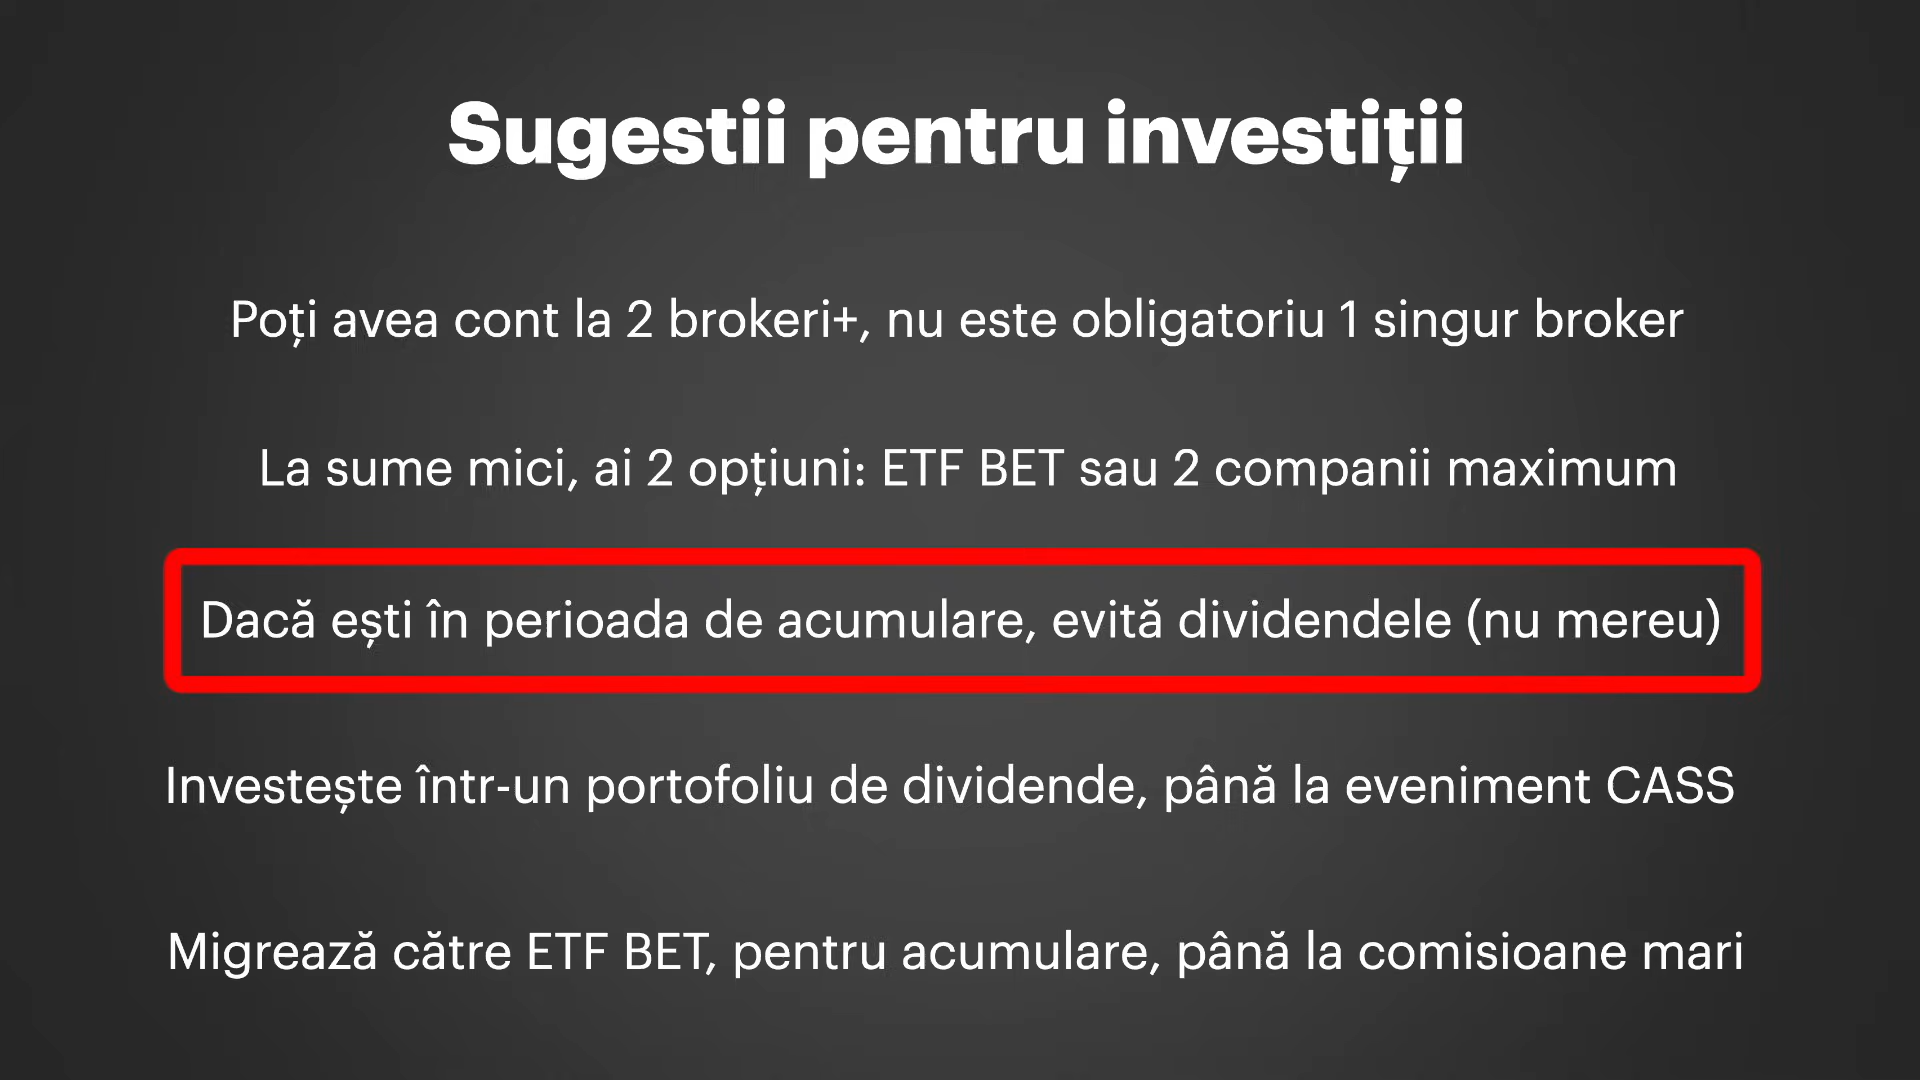 Sugestii pentru investiții
Poți avea cont la 2 brokeri+, nu este obligatoriu 1 singur broker
La sume mici, ai 2 opțiuni: ETF BET sau 2 companii maximum
Dacă ești în perioada de acumulare, evită dividendele (nu mereu)
Investește într-un portofoliu de dividende, până la eveniment CASS
Migrează către ETF BET, pentru acumulare, până la comisioane mari